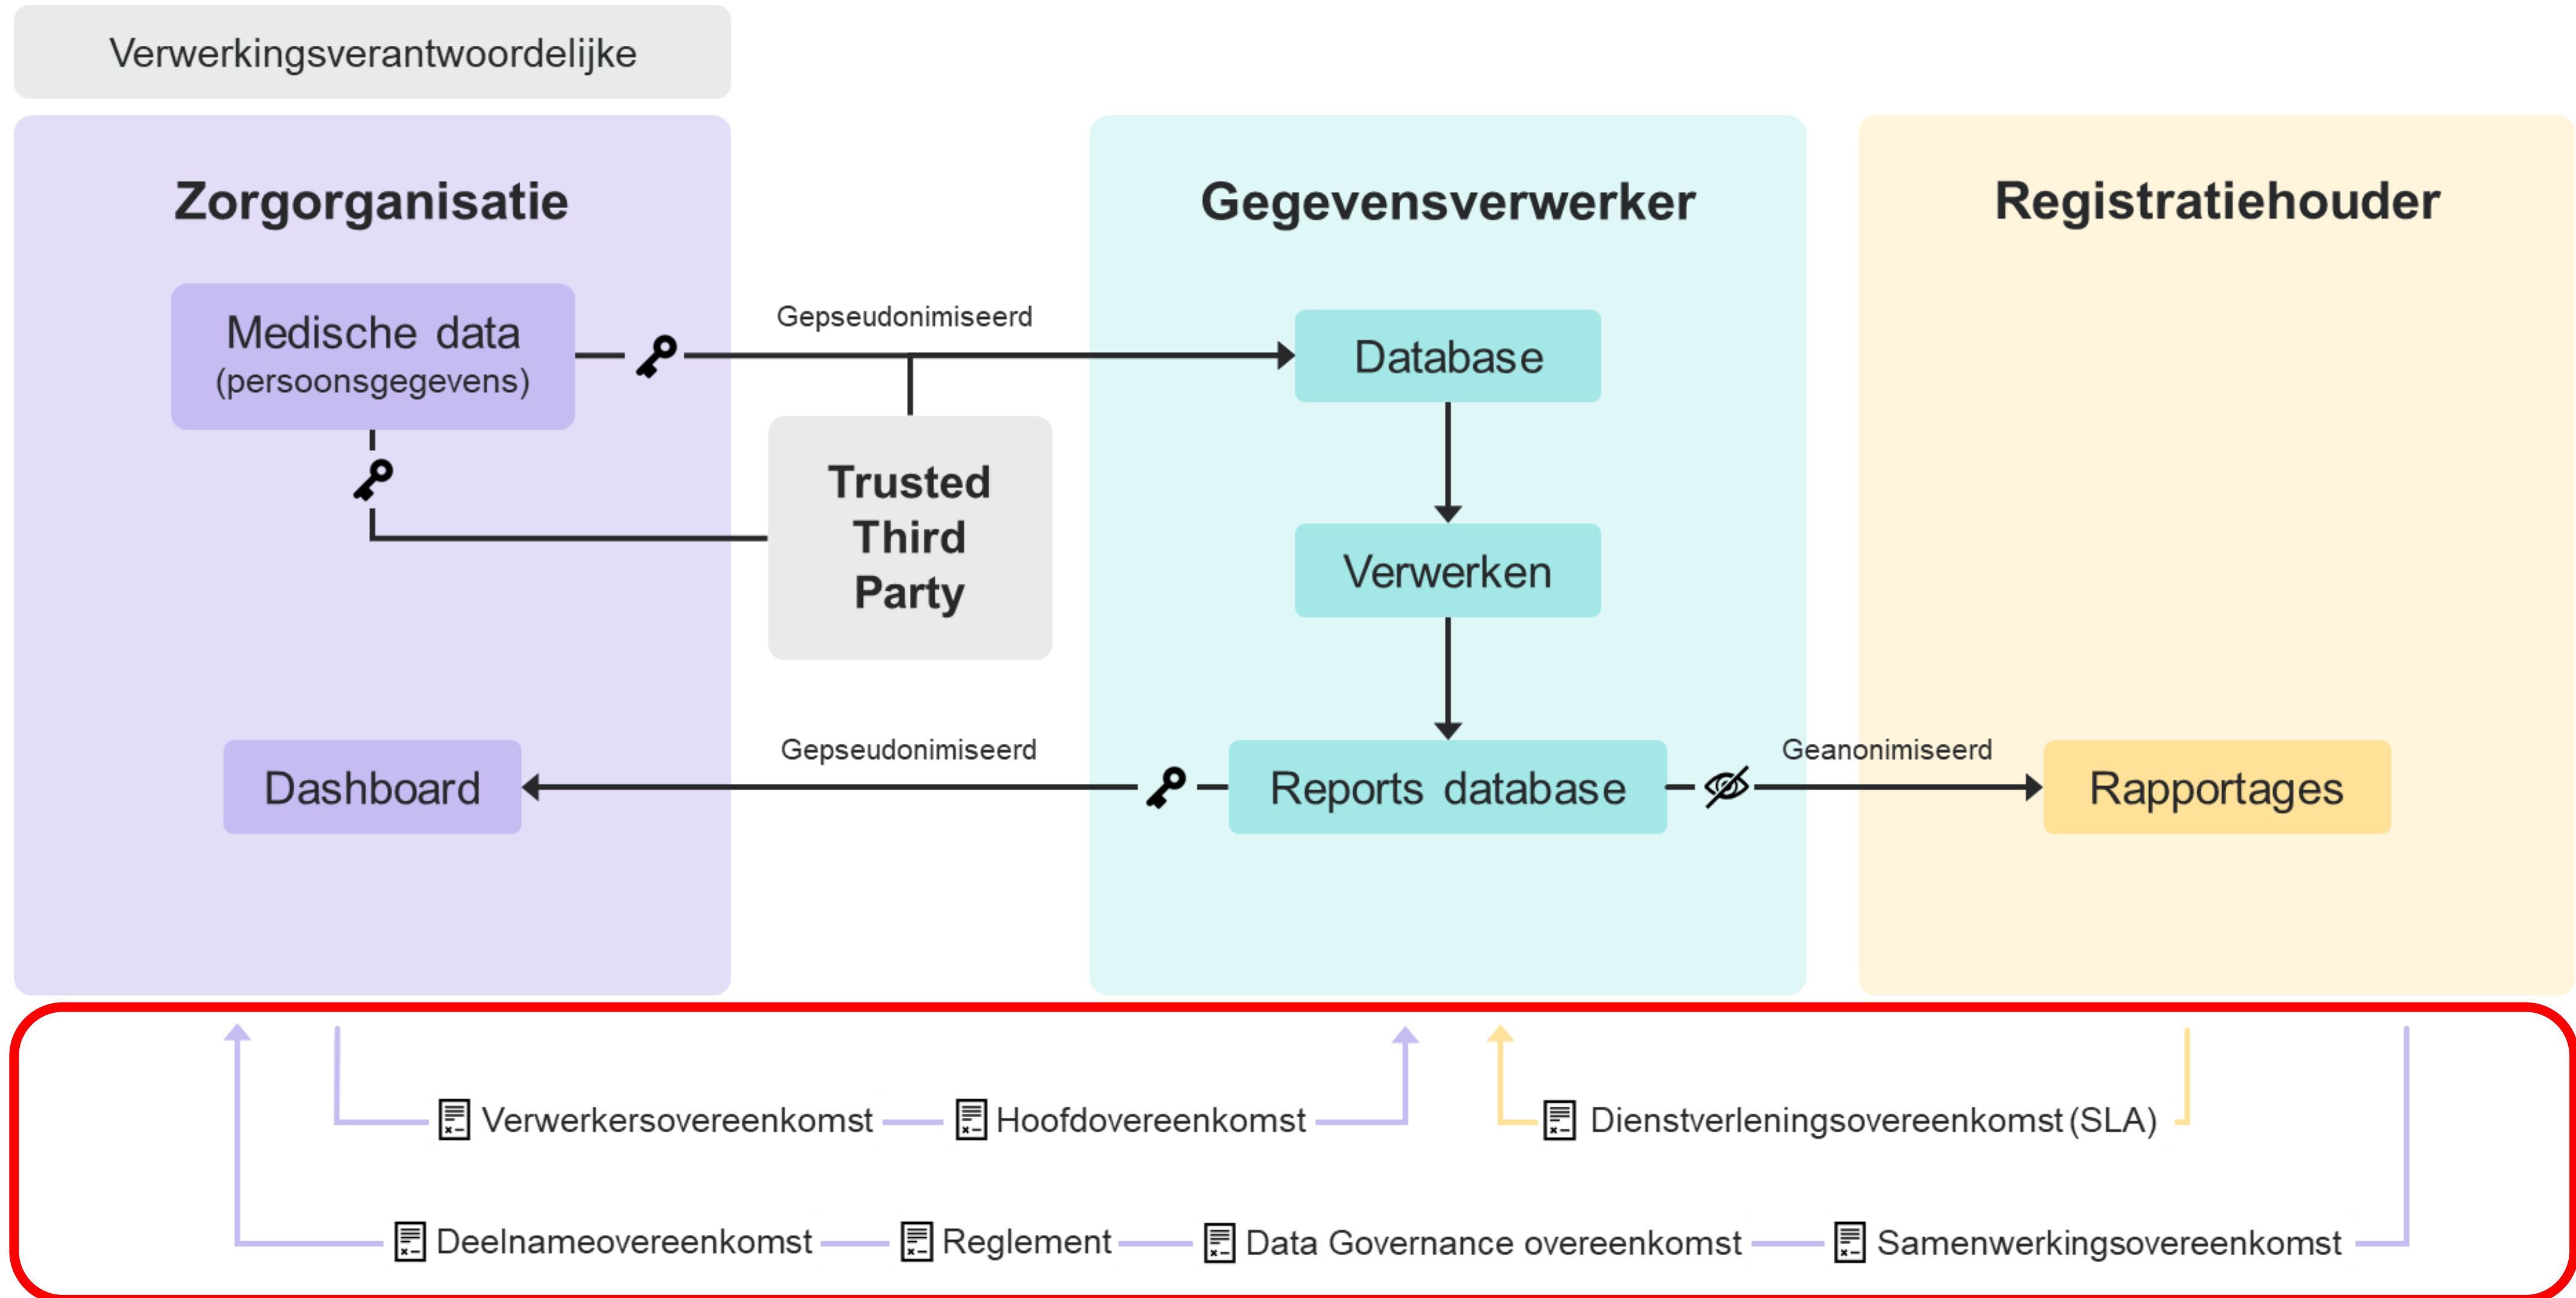 Verwerkingsverantwoordelijke
Zorgorganisatie
Gegevensverwerker
Registratiehouder
Medische data
(persoonsgegevens)
Gepseudonimiseerd
Database
Trusted
Third
Party
Verwerken
Dashboard
Gepseudonimiseerd
Reports database
Geanonimiseerd
Rapportages
Verwerkersovereenkomst
Hoofdovereenkomst
Dienstverleningsovereenkomst (SLA)
Deelnameovereenkomst
Reglement
Data Governance overeenkomst
Samenwerkingsovereenkomst